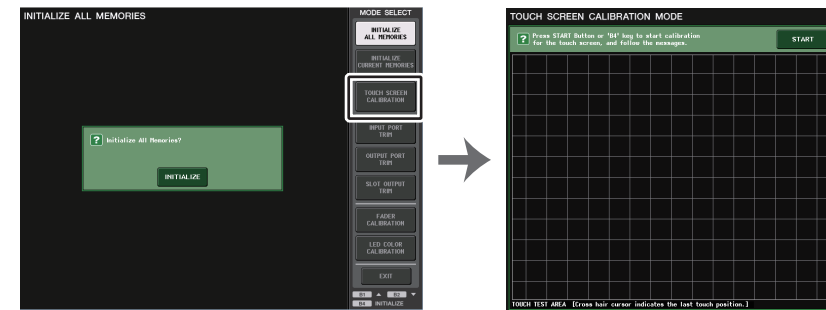 INITIALIZE ALL MEMORIES
MODE SELECT
INITIALIZE
ALL MEMORIES
INITIALIZE
CURRENT MEMORIES
TOUCH SCREEN
CALIBRATION
INPUT PORT
TRIM
OUTPUT PORT
TRIM
SLOT OUTPUT
TRIM
FADER
CALIBRATION
LED COLOR
CALIBRATION
EXIT
B1 ▲ B2 ▼
B4 INITIALIZE
? Initialize All Memories?
INITIALIZE
TOUCH SCREEN CALIBRATION MODE
? Press START Button or 'B4' key to start calibration
for the touch screen, and follow the messages.
START
TOUCH TEST AREA [Cross hair cursor indicates the last touch position.]